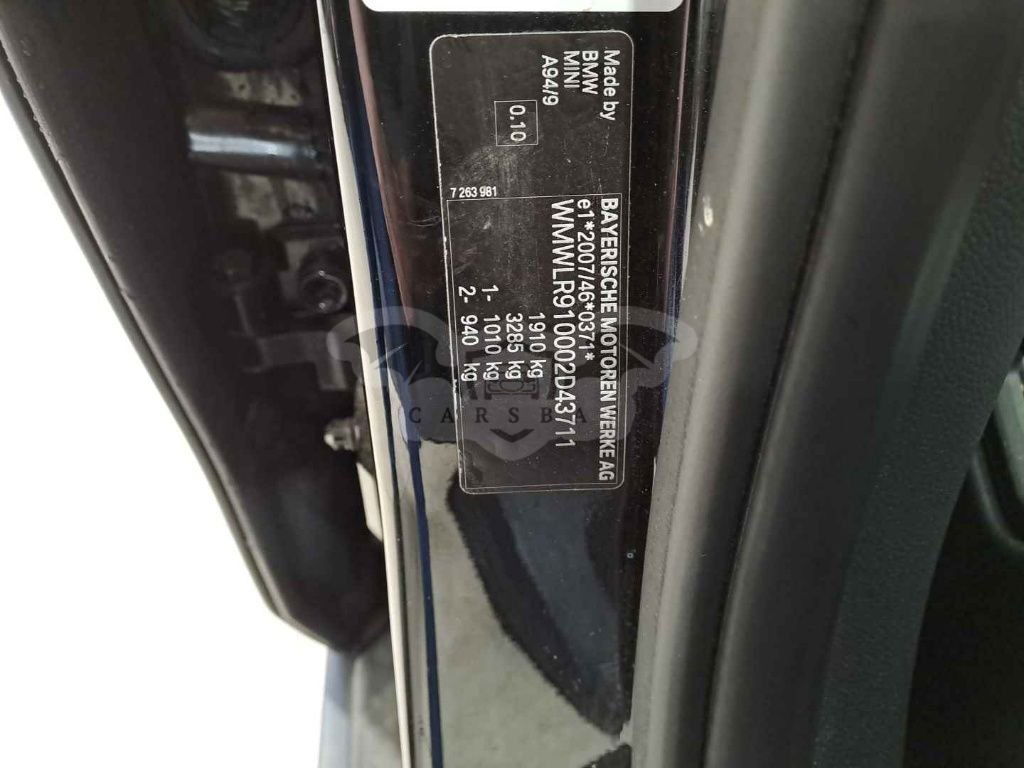 Made by
BMW
MINI
A94/9
0.10
7 263 981
BAYERISCHE MOTOREN WERKE AG
e1*2007/46*0371*
WMWLR910002D43711
1910 kg
3285 kg
1- 1010 kg
2- 940 kg
CARSBA